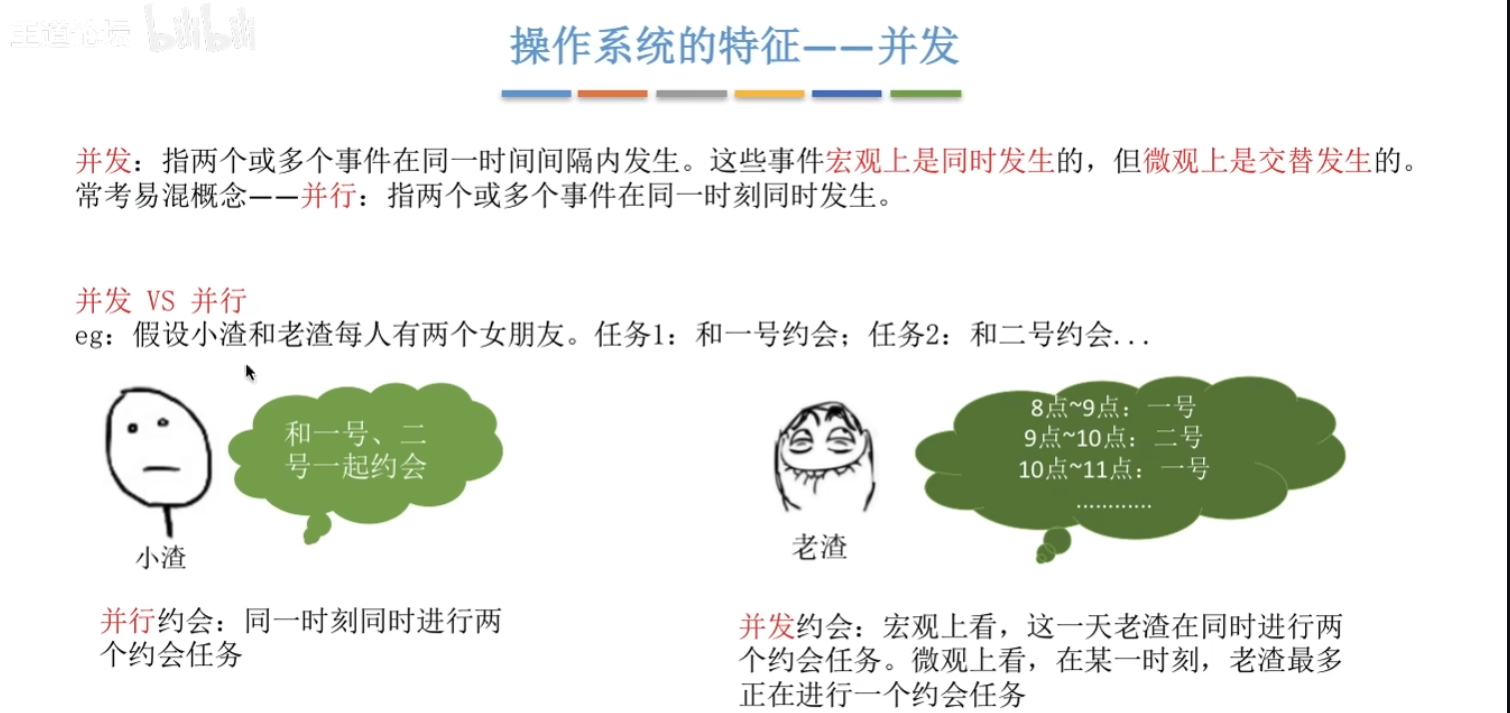 王道论坛 bilibili
操作系统的特征——并发
并发：指两个或多个事件在同一时间间隔内发生。这些事件宏观上是同时发生的，但微观上是交替发生的。
常考易混概念——并行：指两个或多个事件在同一时刻同时发生。
并发 VS 并行
eg：假设小渣和老渣每人有两个女朋友。任务1：和一号约会；任务2：和二号约会...
和一号、二
号一起约会
小渣
并行约会：同一时刻同时进行两
个约会任务
8点~9点：一号
9点~10点：二号
10点~11点：一号
............
老渣
并发约会：宏观上看，这一天老渣在同时进行两
个约会任务。微观上看，在某一时刻，老渣最多
正在进行一个约会任务